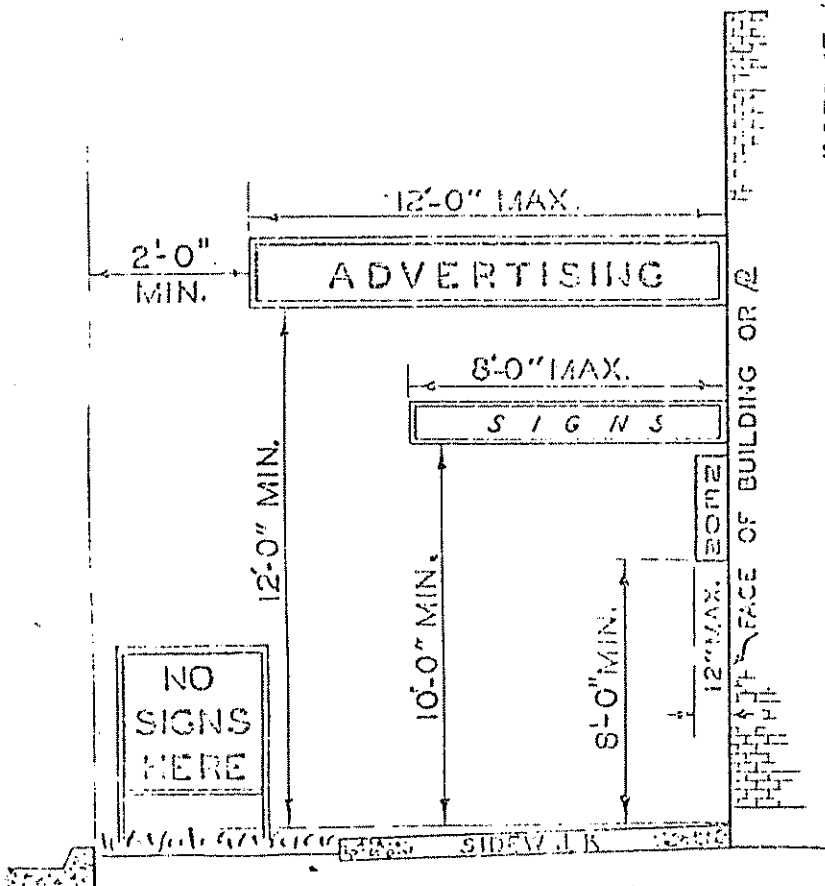 12'-0" MAX.
2'-0"
MIN.
ADVERTISING
8'-0" MAX.
SIGNS
12'-0" MIN.
10'-0" MIN.
8'-0" MIN.
12" MAX.
FACE OF BUILDING OR
NO
SIGNS
HERE
SIDEWALK